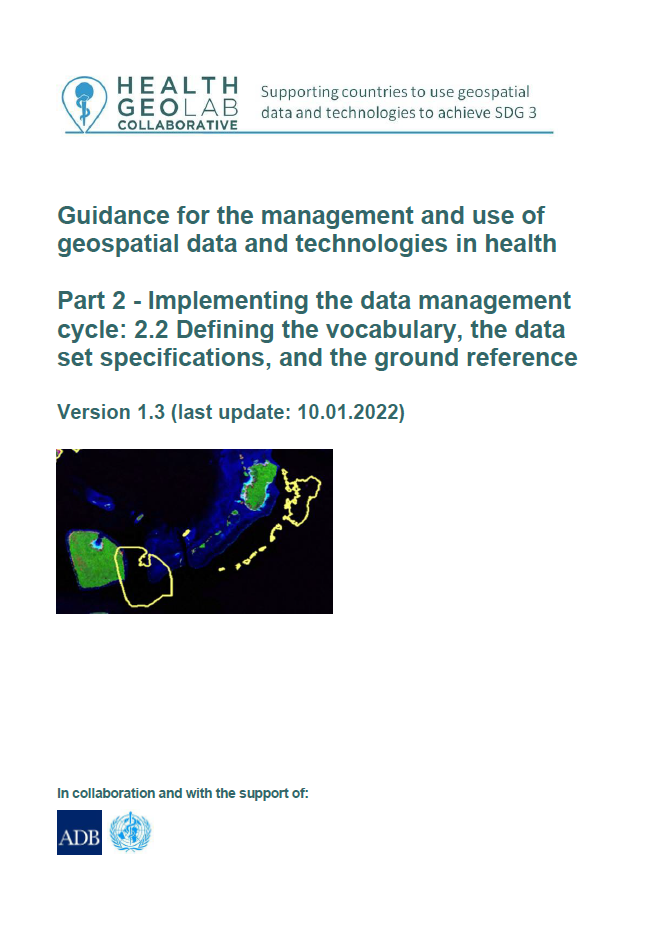 HEALTH
GEOLAB
COLLABORATIVE
Supporting countries to use geospatial
data and technologies to achieve SDG 3
Guidance for the management and use of
geospatial data and technologies in health
Part 2 - Implementing the data management
cycle: 2.2 Defining the vocabulary, the data
set specifications, and the ground reference
Version 1.3 (last update: 10.01.2022)
In collaboration and with the support of:
ADB